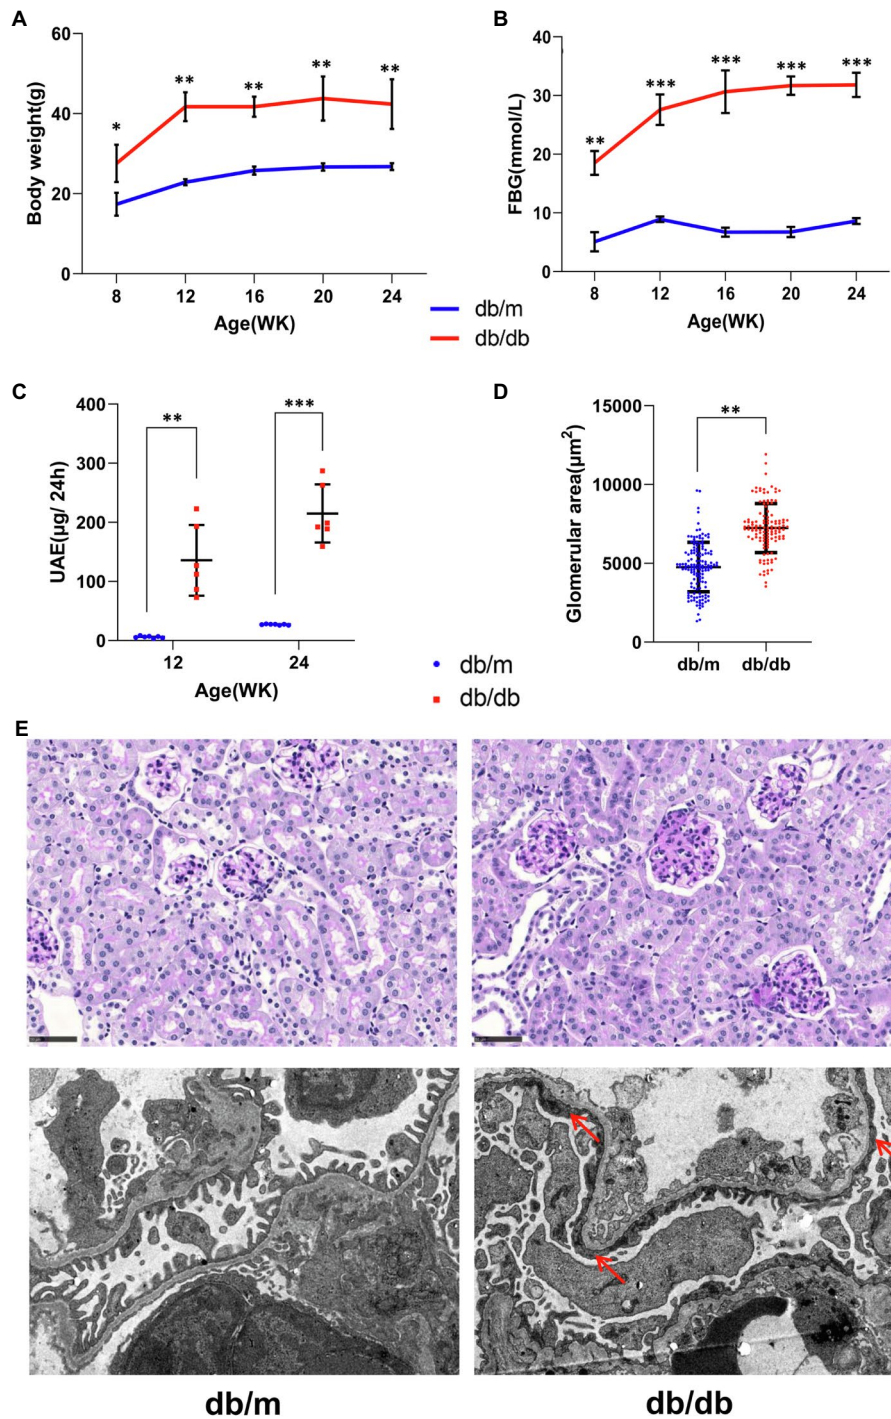 A
60
40
20
0
Body weight(g)
*
**
**
**
**
8 12 16 20 24
Age(WK)
B
40
30
20
10
0
FBG(mmol/L)
**
***
***
***
***
8 12 16 20 24
Age(WK)
db/m
db/db
C
400
300
200
100
0
UAE(μg/ 24h)
**
***
12 24
Age(WK)
db/m
db/db
D
15000
10000
5000
0
Glomerular area(μm²)
**
db/m db/db
E
db/m db/db